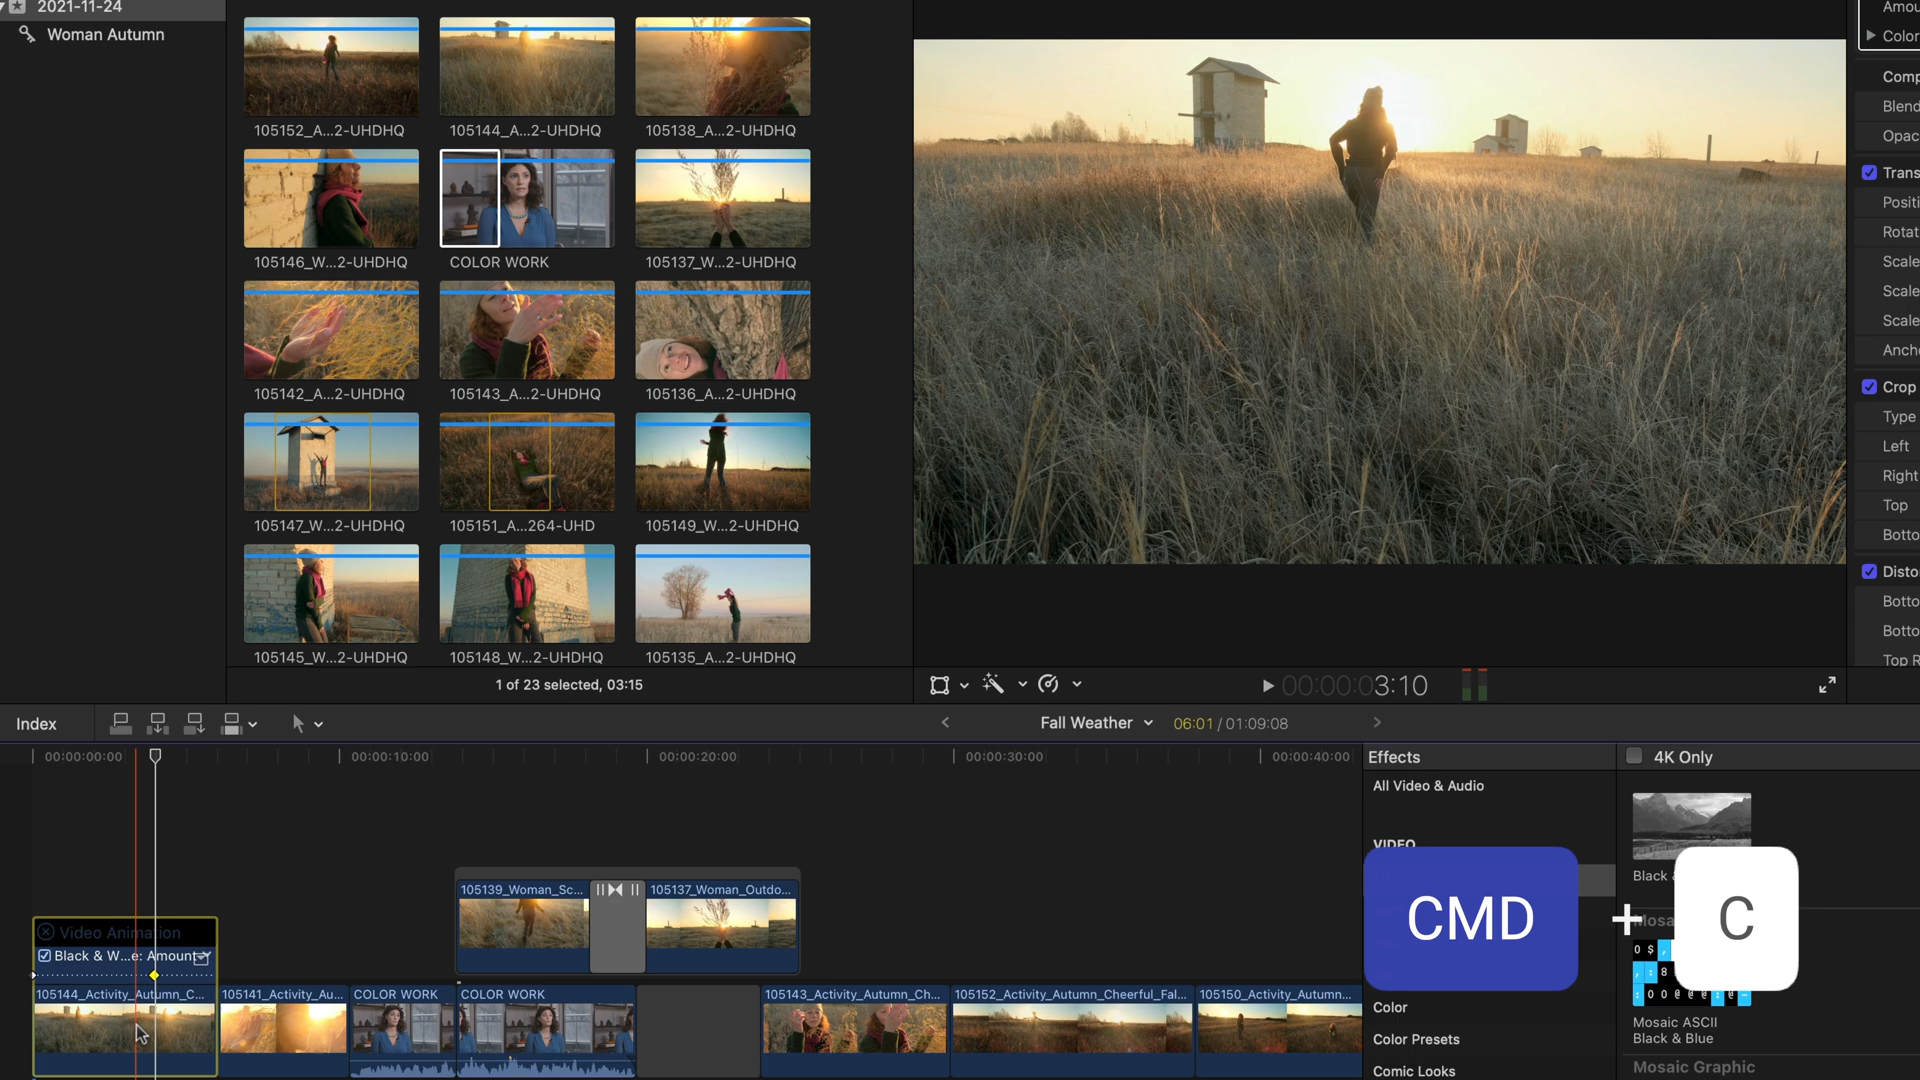 2021-11-24
Woman Autumn
105152_A...2-UHDHQ
105144_A...2-UHDHQ
105138_A...2-UHDHQ
105146_W...2-UHDHQ
COLOR WORK
105137_W...2-UHDHQ
105142_A...2-UHDHQ
105143_A...2-UHDHQ
105136_A...2-UHDHQ
105147_W...2-UHDHQ
105151_A...264-UHD
105149_W...2-UHDHQ
105145_W...2-UHDHQ
105148_W...2-UHDHQ
105135_A...2-UHDHQ
1 of 23 selected, 03:15
00:00:03:10
Amou
Color
Comp
Blend
Opac
Trans
Positi
Rotat
Scale
Scale
Scale
Ancho
Crop
Type
Left
Right
Top
Botto
Disto
Botto
Botto
Top R
Index
Fall Weather
06:01 / 01:09:08
00:00:00:00
00:00:10:00
00:00:20:00
00:00:30:00
00:00:40:00
Effects
4K Only
All Video & Audio
VIDEO
Black &
CMD + C
Mosa
Mosaic ASCII
Black & Blue
Mosaic Graphic
Color
Color Presets
Comic Looks
105139_Woman_Sc...
105137_Woman_Outdo...
Video Animation
Black & W...e: Amount
105144_Activity_Autumn_C...
105141_Activity_Au...
COLOR WORK
COLOR WORK
105143_Activity_Autumn_Ch...
105152_Activity_Autumn_Cheerful_Fal...
105150_Activity_Autumn...